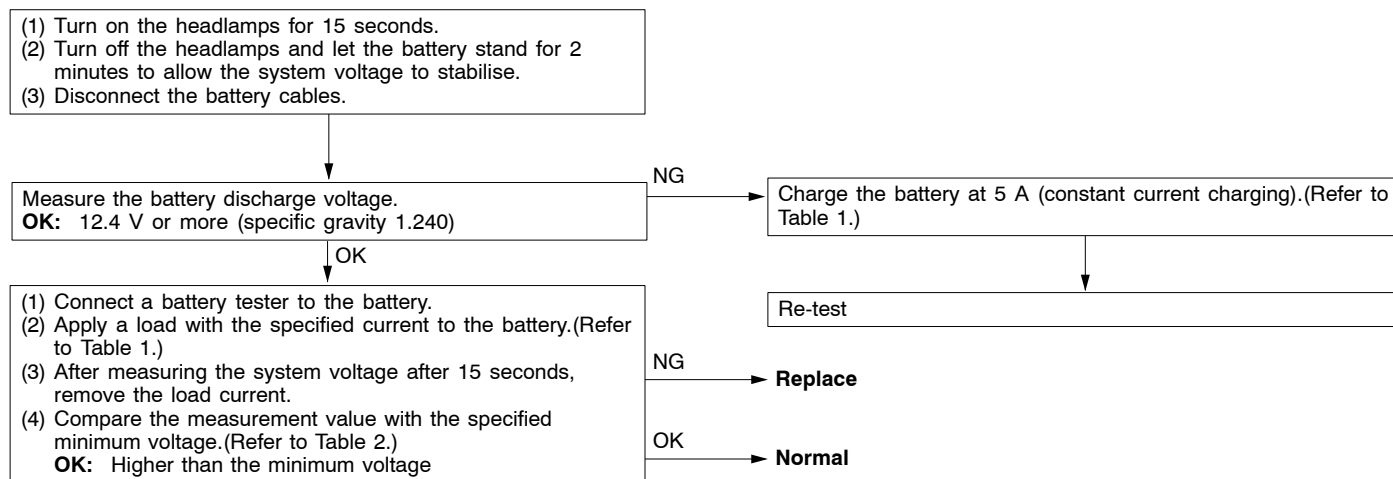 (1) Turn on the headlamps for 15 seconds.
(2) Turn off the headlamps and let the battery stand for 2
minutes to allow the system voltage to stabilise.
(3) Disconnect the battery cables.
Measure the battery discharge voltage.
OK: 12.4 V or more (specific gravity 1.240)
NG
Charge the battery at 5 A (constant current charging).(Refer to
Table 1.)
OK
Re-test
(1) Connect a battery tester to the battery.
(2) Apply a load with the specified current to the battery.(Refer
to Table 1.)
(3) After measuring the system voltage after 15 seconds,
remove the load current.
(4) Compare the measurement value with the specified
minimum voltage.(Refer to Table 2.)
OK: Higher than the minimum voltage
NG
Replace
OK
Normal